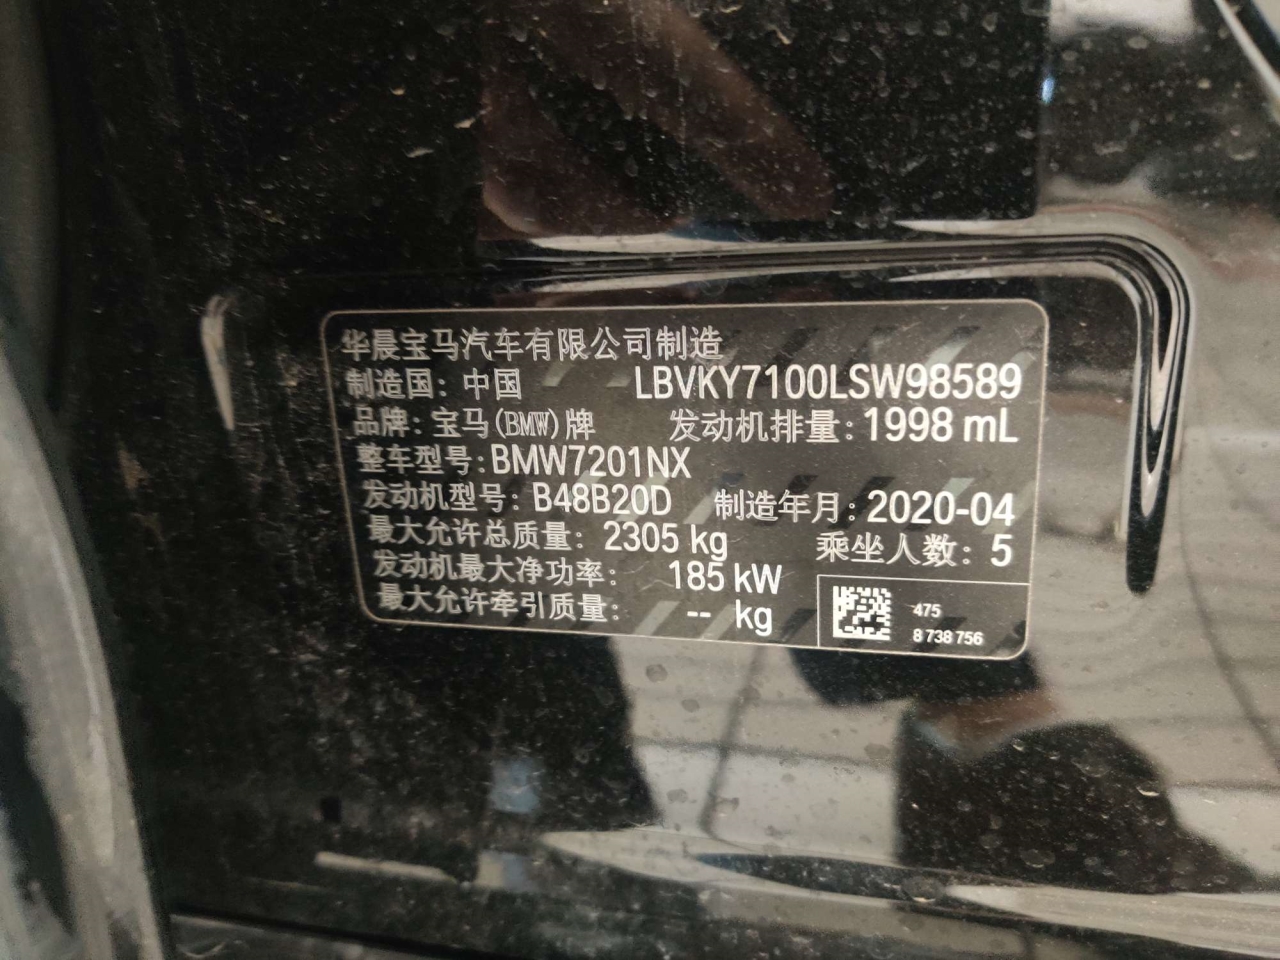 华晨宝马汽车有限公司制造
制造国: 中国 LBVKY7100LSW98589
品牌: 宝马(BMW)牌 发动机排量: 1998 mL
整车型号: BMW7201NX
发动机型号: B48B20D 制造年月: 2020-04
最大允许总质量: 2305 kg 乘坐人数: 5
发动机最大净功率: 185 kW
最大允许牵引质量: -- kg
475
8 738 756